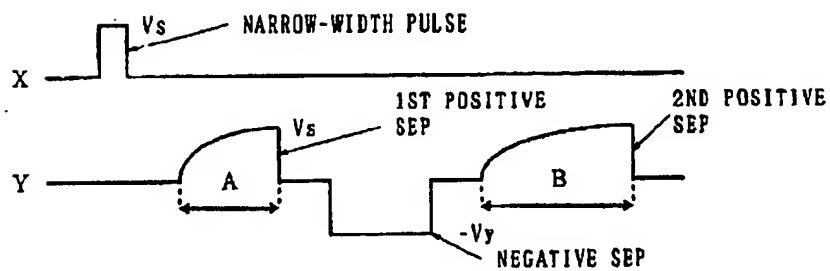 Vs NARROW-WIDTH PULSE
X
1ST POSITIVE
SEP
2ND POSITIVE
SEP
Vs
Y
A
B
-Vy
NEGATIVE SEP